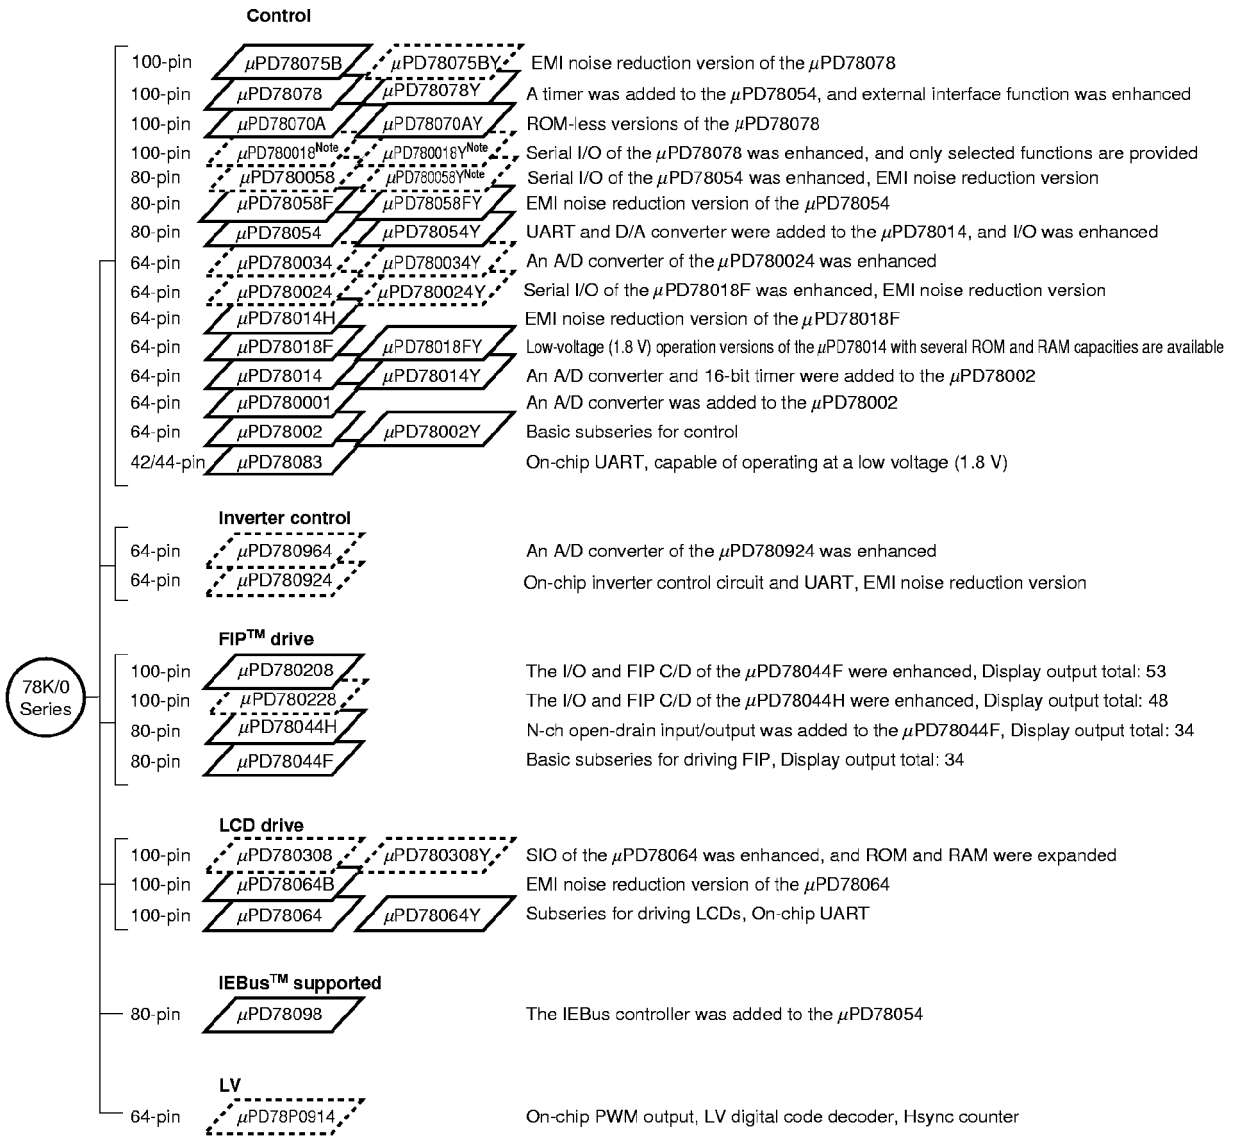 Control
100-pin μPD78075B μPD78075BY EMI noise reduction version of the μPD78078
100-pin μPD78078 μPD78078Y A timer was added to the μPD78054, and external interface function was enhanced
100-pin μPD78070A μPD78070AY ROM-less versions of the μPD78078
100-pin μPD780018Note μPD780018YNote Serial I/O of the μPD78078 was enhanced, and only selected functions are provided
80-pin μPD780058 μPD780058YNote Serial I/O of the μPD78054 was enhanced, EMI noise reduction version
80-pin μPD78058F μPD78058FY EMI noise reduction version of the μPD78054
80-pin μPD78054 μPD78054Y UART and D/A converter were added to the μPD78014, and I/O was enhanced
64-pin μPD780034 μPD780034Y An A/D converter of the μPD780024 was enhanced
64-pin μPD780024 μPD780024Y Serial I/O of the μPD78018F was enhanced, EMI noise reduction version
64-pin μPD78014H EMI noise reduction version of the μPD78018F
64-pin μPD78018F μPD78018FY Low-voltage (1.8 V) operation versions of the μPD78014 with several ROM and RAM capacities are available
64-pin μPD78014 μPD78014Y An A/D converter and 16-bit timer were added to the μPD78002
64-pin μPD780001 An A/D converter was added to the μPD78002
64-pin μPD78002 μPD78002Y Basic subseries for control
42/44-pin μPD78083 On-chip UART, capable of operating at a low voltage (1.8 V)
Inverter control
64-pin μPD780964 An A/D converter of the μPD780924 was enhanced
64-pin μPD780924 On-chip inverter control circuit and UART, EMI noise reduction version
78K/0
Series
FIP™ drive
100-pin μPD780208 The I/O and FIP C/D of the μPD78044F were enhanced, Display output total: 53
100-pin μPD780228 The I/O and FIP C/D of the μPD78044H were enhanced, Display output total: 48
80-pin μPD78044H N-ch open-drain input/output was added to the μPD78044F, Display output total: 34
80-pin μPD78044F Basic subseries for driving FIP, Display output total: 34
LCD drive
100-pin μPD780308 μPD780308Y SIO of the μPD78064 was enhanced, and ROM and RAM were expanded
100-pin μPD78064B EMI noise reduction version of the μPD78064
100-pin μPD78064 μPD78064Y Subseries for driving LCDs, On-chip UART
IEBus™ supported
80-pin μPD78098 The IEBus controller was added to the μPD78054
LV
64-pin μPD78P0914 On-chip PWM output, LV digital code decoder, Hsync counter